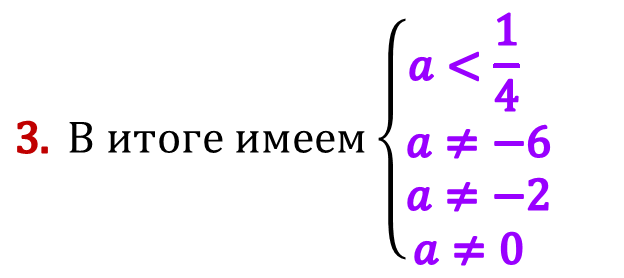 3. В итоге имеем
a < 1/4
a ≠ −6
a ≠ −2
a ≠ 0